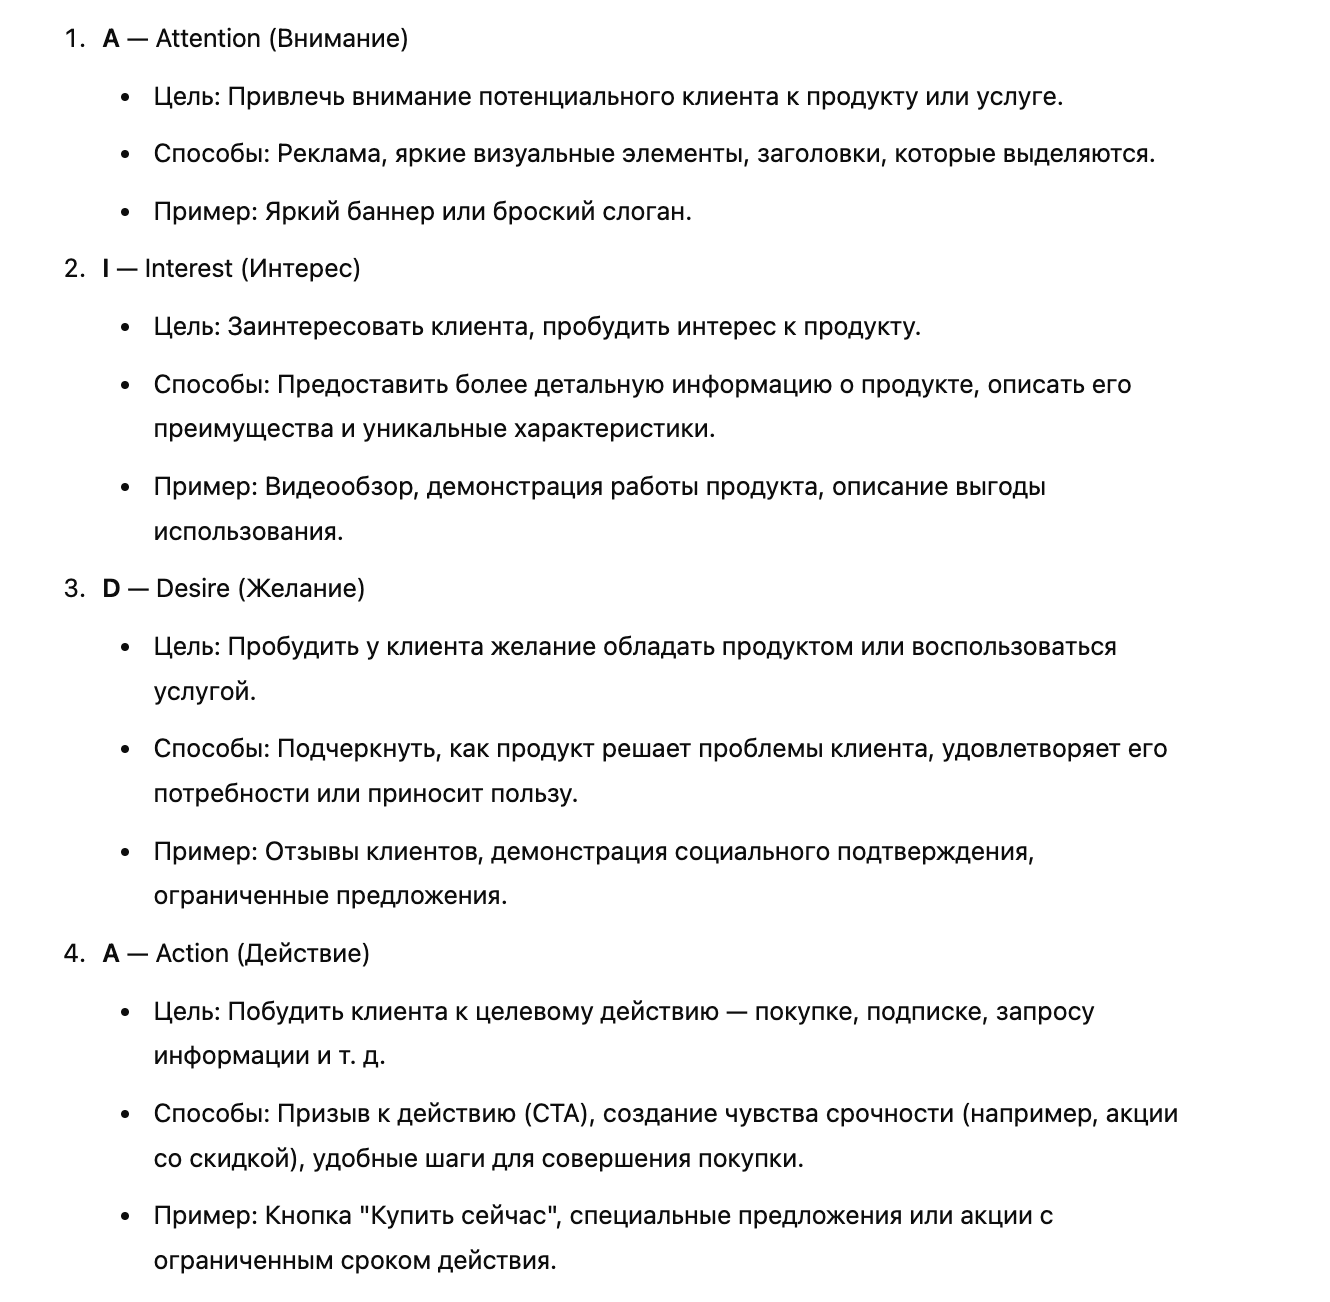 1. A — Attention (Внимание)
• Цель: Привлечь внимание потенциального клиента к продукту или услуге.
• Способы: Реклама, яркие визуальные элементы, заголовки, которые выделяются.
• Пример: Яркий баннер или броский слоган.
2. I — Interest (Интерес)
• Цель: Заинтересовать клиента, пробудить интерес к продукту.
• Способы: Предоставить более детальную информацию о продукте, описать его
преимущества и уникальные характеристики.
• Пример: Видеообзор, демонстрация работы продукта, описание выгоды
использования.
3. D — Desire (Желание)
• Цель: Пробудить у клиента желание обладать продуктом или воспользоваться
услугой.
• Способы: Подчеркнуть, как продукт решает проблемы клиента, удовлетворяет его
потребности или приносит пользу.
• Пример: Отзывы клиентов, демонстрация социального подтверждения,
ограниченные предложения.
4. A — Action (Действие)
• Цель: Побудить клиента к целевому действию — покупке, подписке, запросу
информации и т. д.
• Способы: Призыв к действию (CTA), создание чувства срочности (например, акции
со скидкой), удобные шаги для совершения покупки.
• Пример: Кнопка "Купить сейчас", специальные предложения или акции с
ограниченным сроком действия.